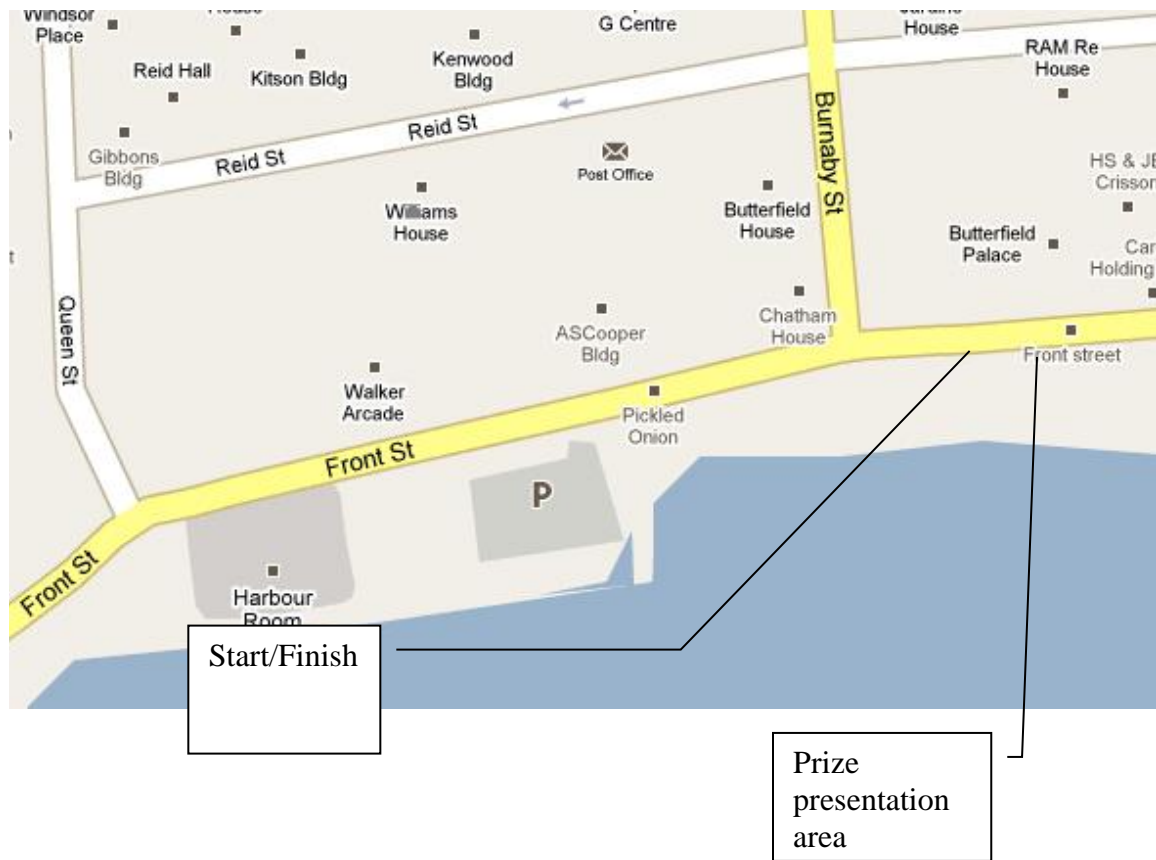 Windsor
Place
House
G Centre
Jardine
House
Reid Hall
Kitson Bldg
Kenwood
Bldg
RAM Re
House
Gibbons
Bldg
Reid St
Reid St
Post Office
Burnaby St
HS & JE
Crisson
Williams
House
Butterfield
House
Butterfield
Palace
Car
Holding
Queen St
ASCooper
Bldg
Chatham
House
Front street
Walker
Arcade
Pickled
Onion
Front St
P
Front St
Harbour
Room
Start/Finish
Prize
presentation
area